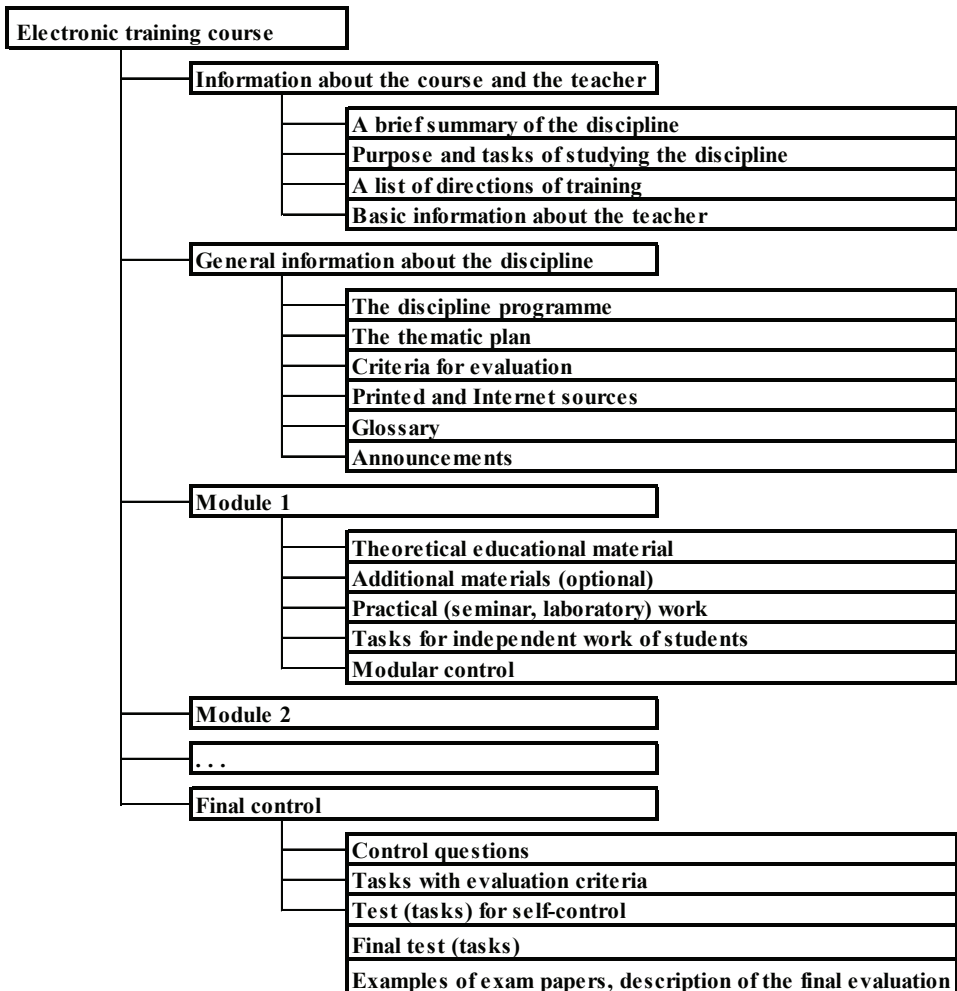 Electronic training course
Information about the course and the teacher
A brief summary of the discipline
Purpose and tasks of studying the discipline
A list of directions of training
Basic information about the teacher
General information about the discipline
The discipline programme
The thematic plan
Criteria for evaluation
Printed and Internet sources
Glossary
Announcements
Module 1
Theoretical educational material
Additional materials (optional)
Practical (seminar, laboratory) work
Tasks for independent work of students
Modular control
Module 2
. . .
Final control
Control questions
Tasks with evaluation criteria
Test (tasks) for self-control
Final test (tasks)
Examples of exam papers, description of the final evaluation